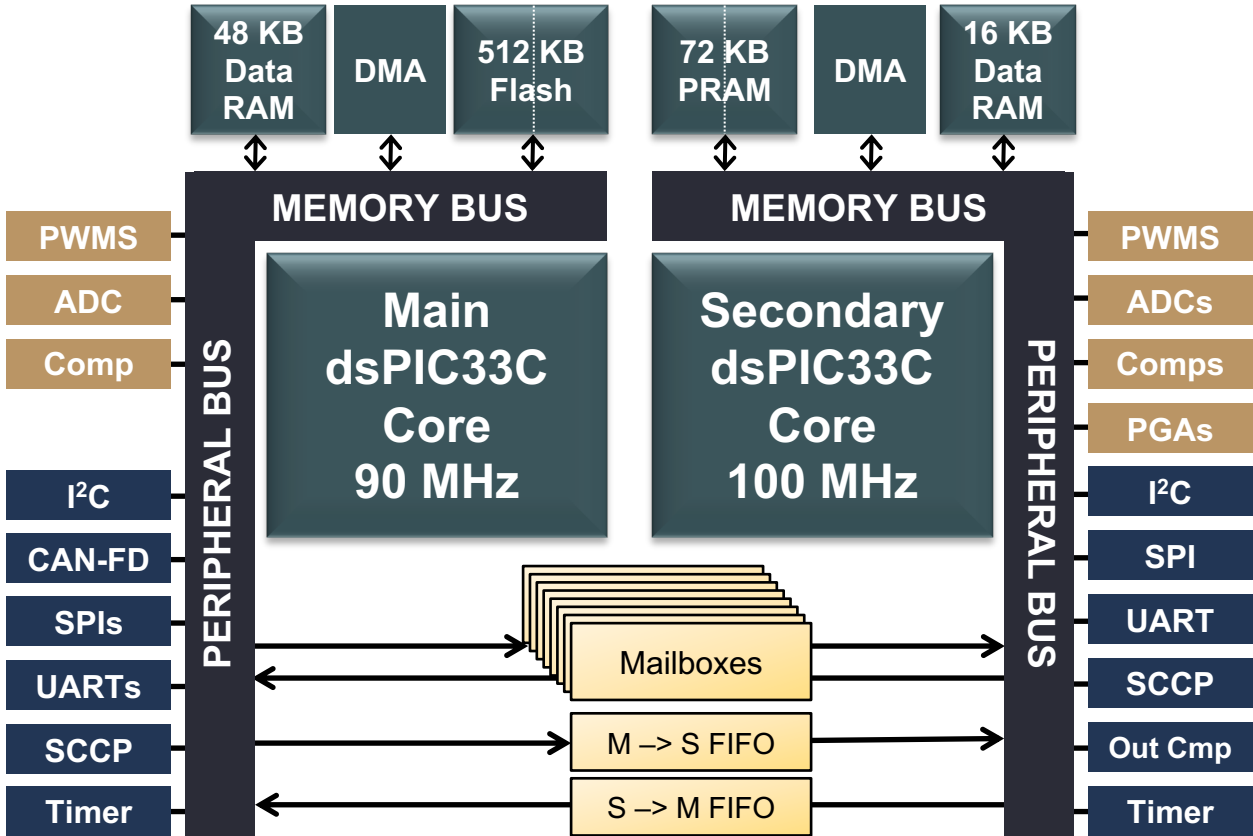 48 KB
Data
RAM
DMA
512 KB
Flash
72 KB
PRAM
DMA
16 KB
Data
RAM
MEMORY BUS
MEMORY BUS
PWMS
ADC
Comp
I²C
CAN-FD
SPIs
UARTs
SCCP
Timer
PERIPHERAL BUS
Main
dsPIC33C
Core
90 MHz
Secondary
dsPIC33C
Core
100 MHz
Mailboxes
M –> S FIFO
S –> M FIFO
PERIPHERAL BUS
PWMS
ADCs
Comps
PGAs
I²C
SPI
UART
SCCP
Out Cmp
Timer